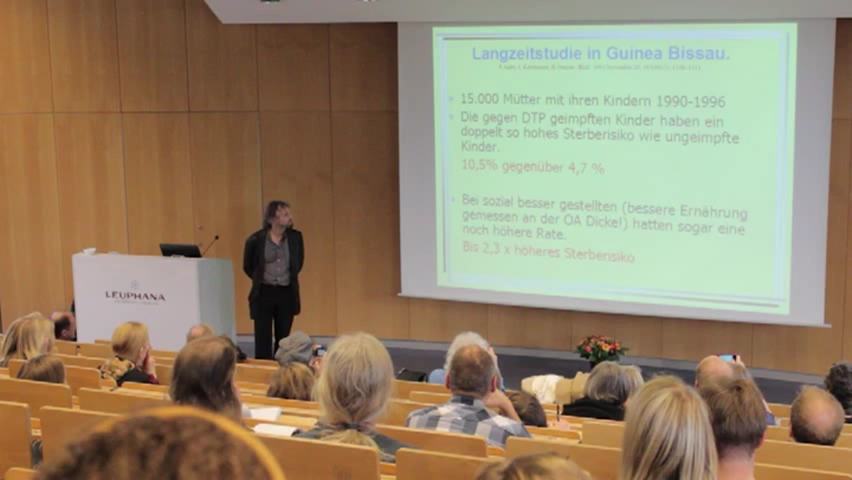 Langzeitstudie in Guinea Bissau.
15.000 Mütter mit ihren Kindern 1990-1996
Die gegen DTP geimpften Kinder haben ein
doppelt so hohes Sterberisiko wie ungeimpfte
Kinder.
10,5% gegenüber 4,7 %
Bei sozial besser gestellten (bessere Ernährung
gemessen an der OA Dicke!) hatten sogar eine
noch höhere Rate.
Bis 2,3 x höheres Sterberisiko
LEUPHANA